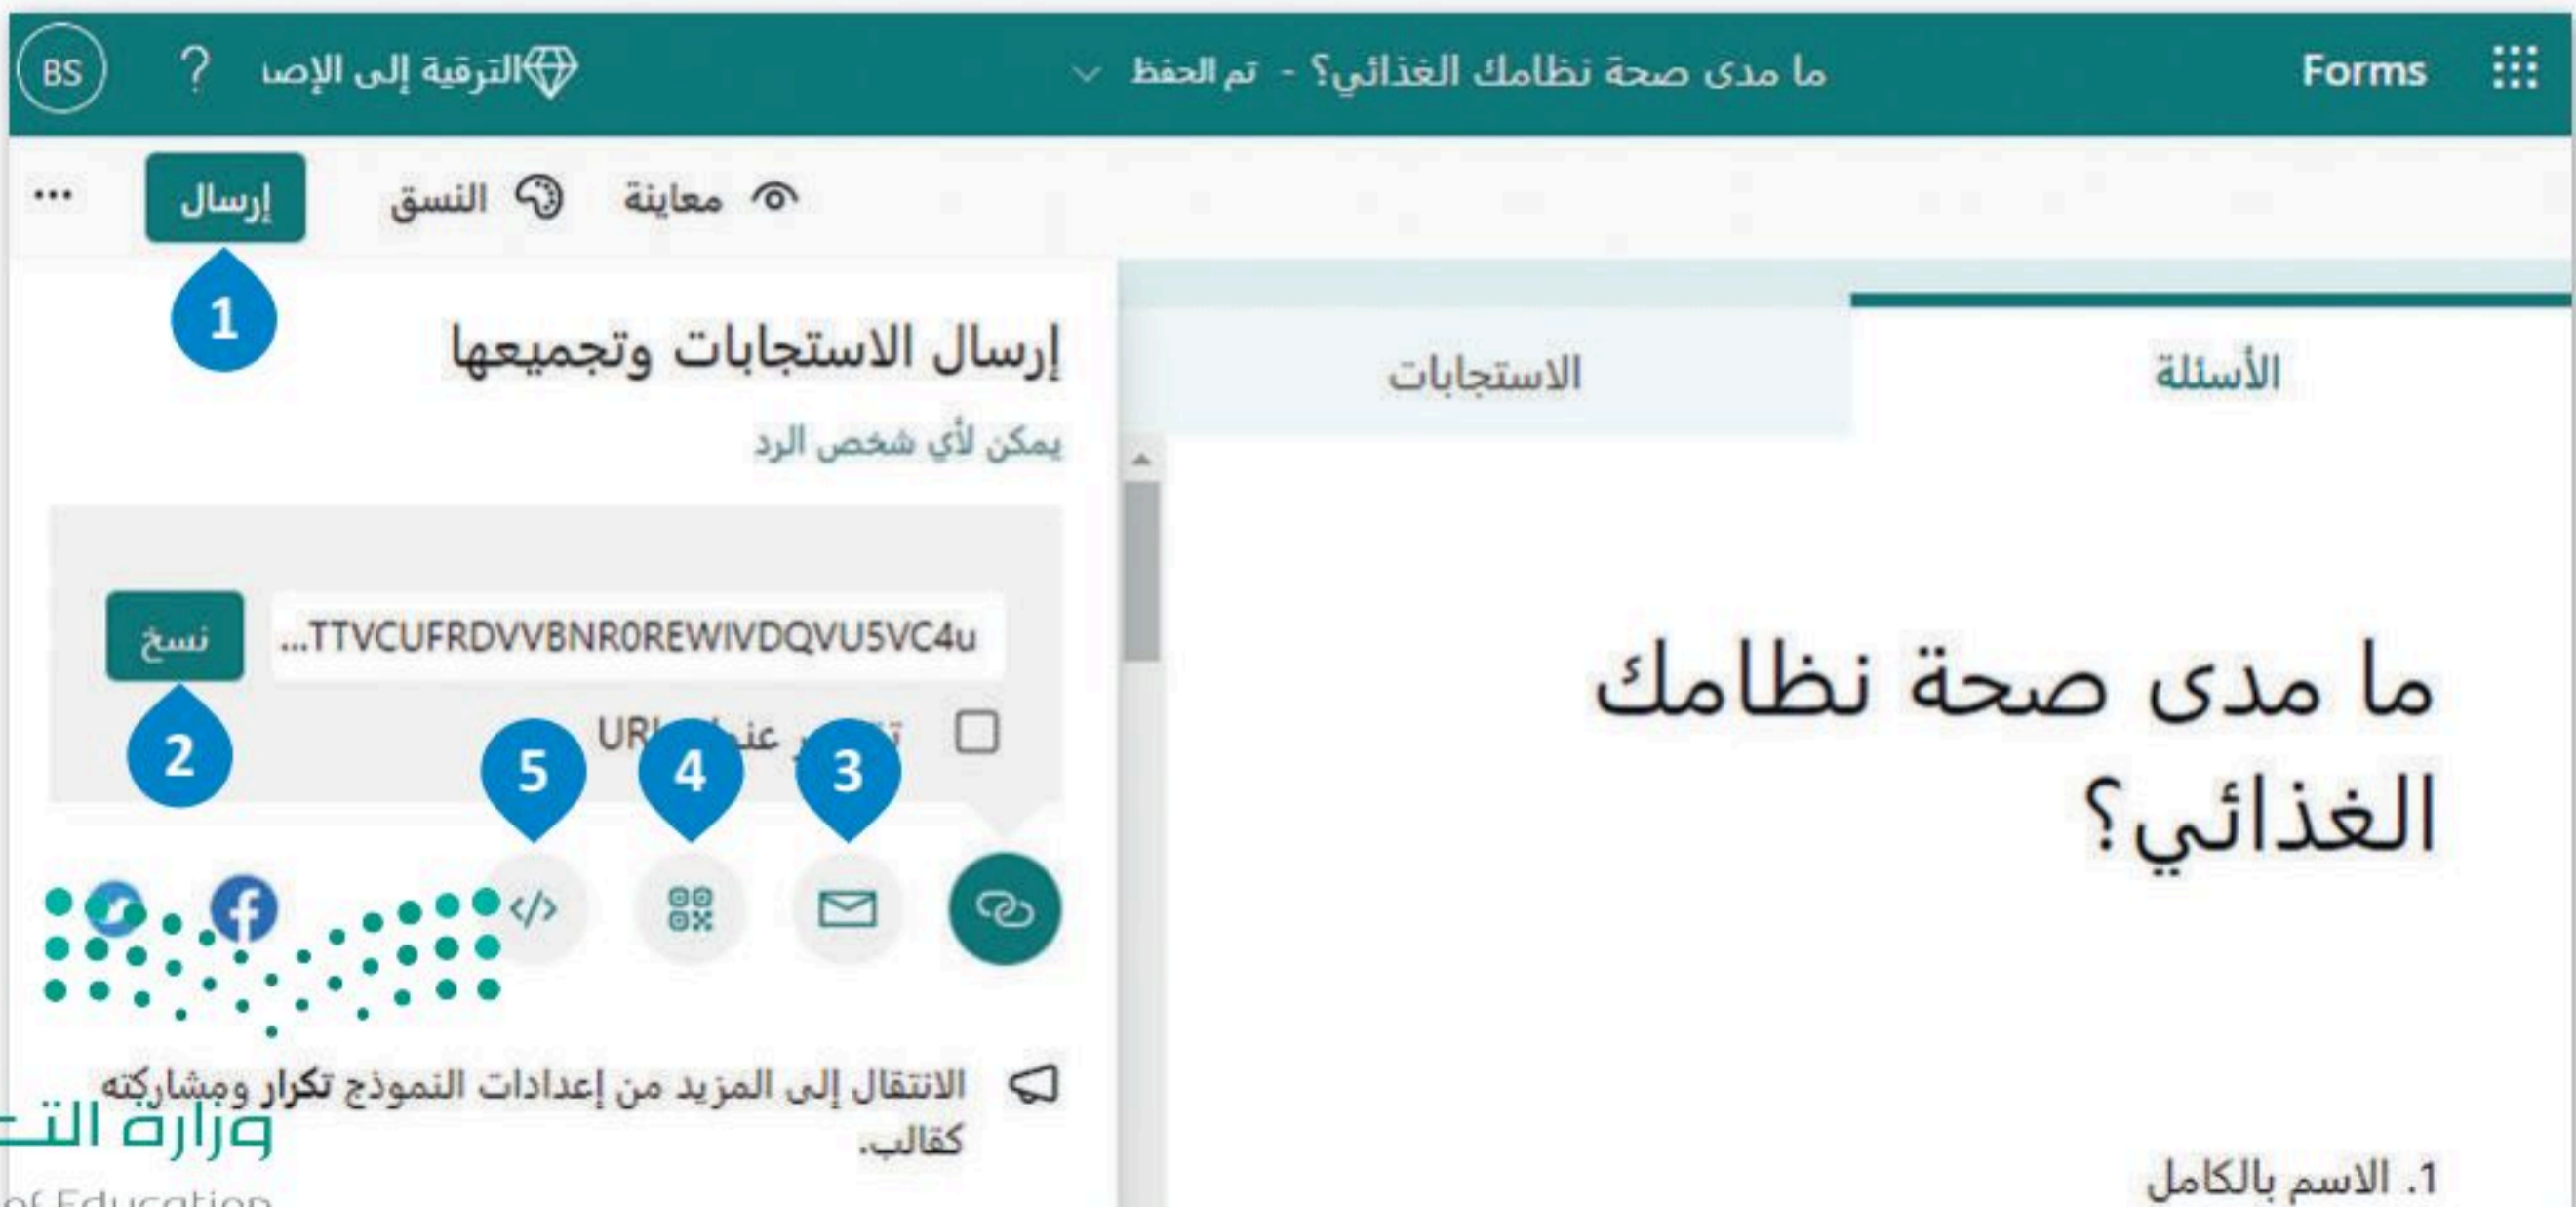 Forms
ما مدى صحة نظامك الغذائي؟ - تم الحفظ
الترقية إلى الإصد
?
BS
معاينة
النسق
إرسال
...
1
الأسئلة
الاستجابات
ما مدى صحة نظامك
الغذائي؟
1. الاسم بالكامل
إرسال الاستجابات وتجميعها
يمكن لأي شخص الرد
...TTVCUFRDVVBNR0REWlVDQVU5VC4u
نسخ
2
URL
3
4
5
</>
f
الانتقال إلى المزيد من إعدادات النموذج تكرار ومشاركته
كقالب.
وزارة التـ
of Education